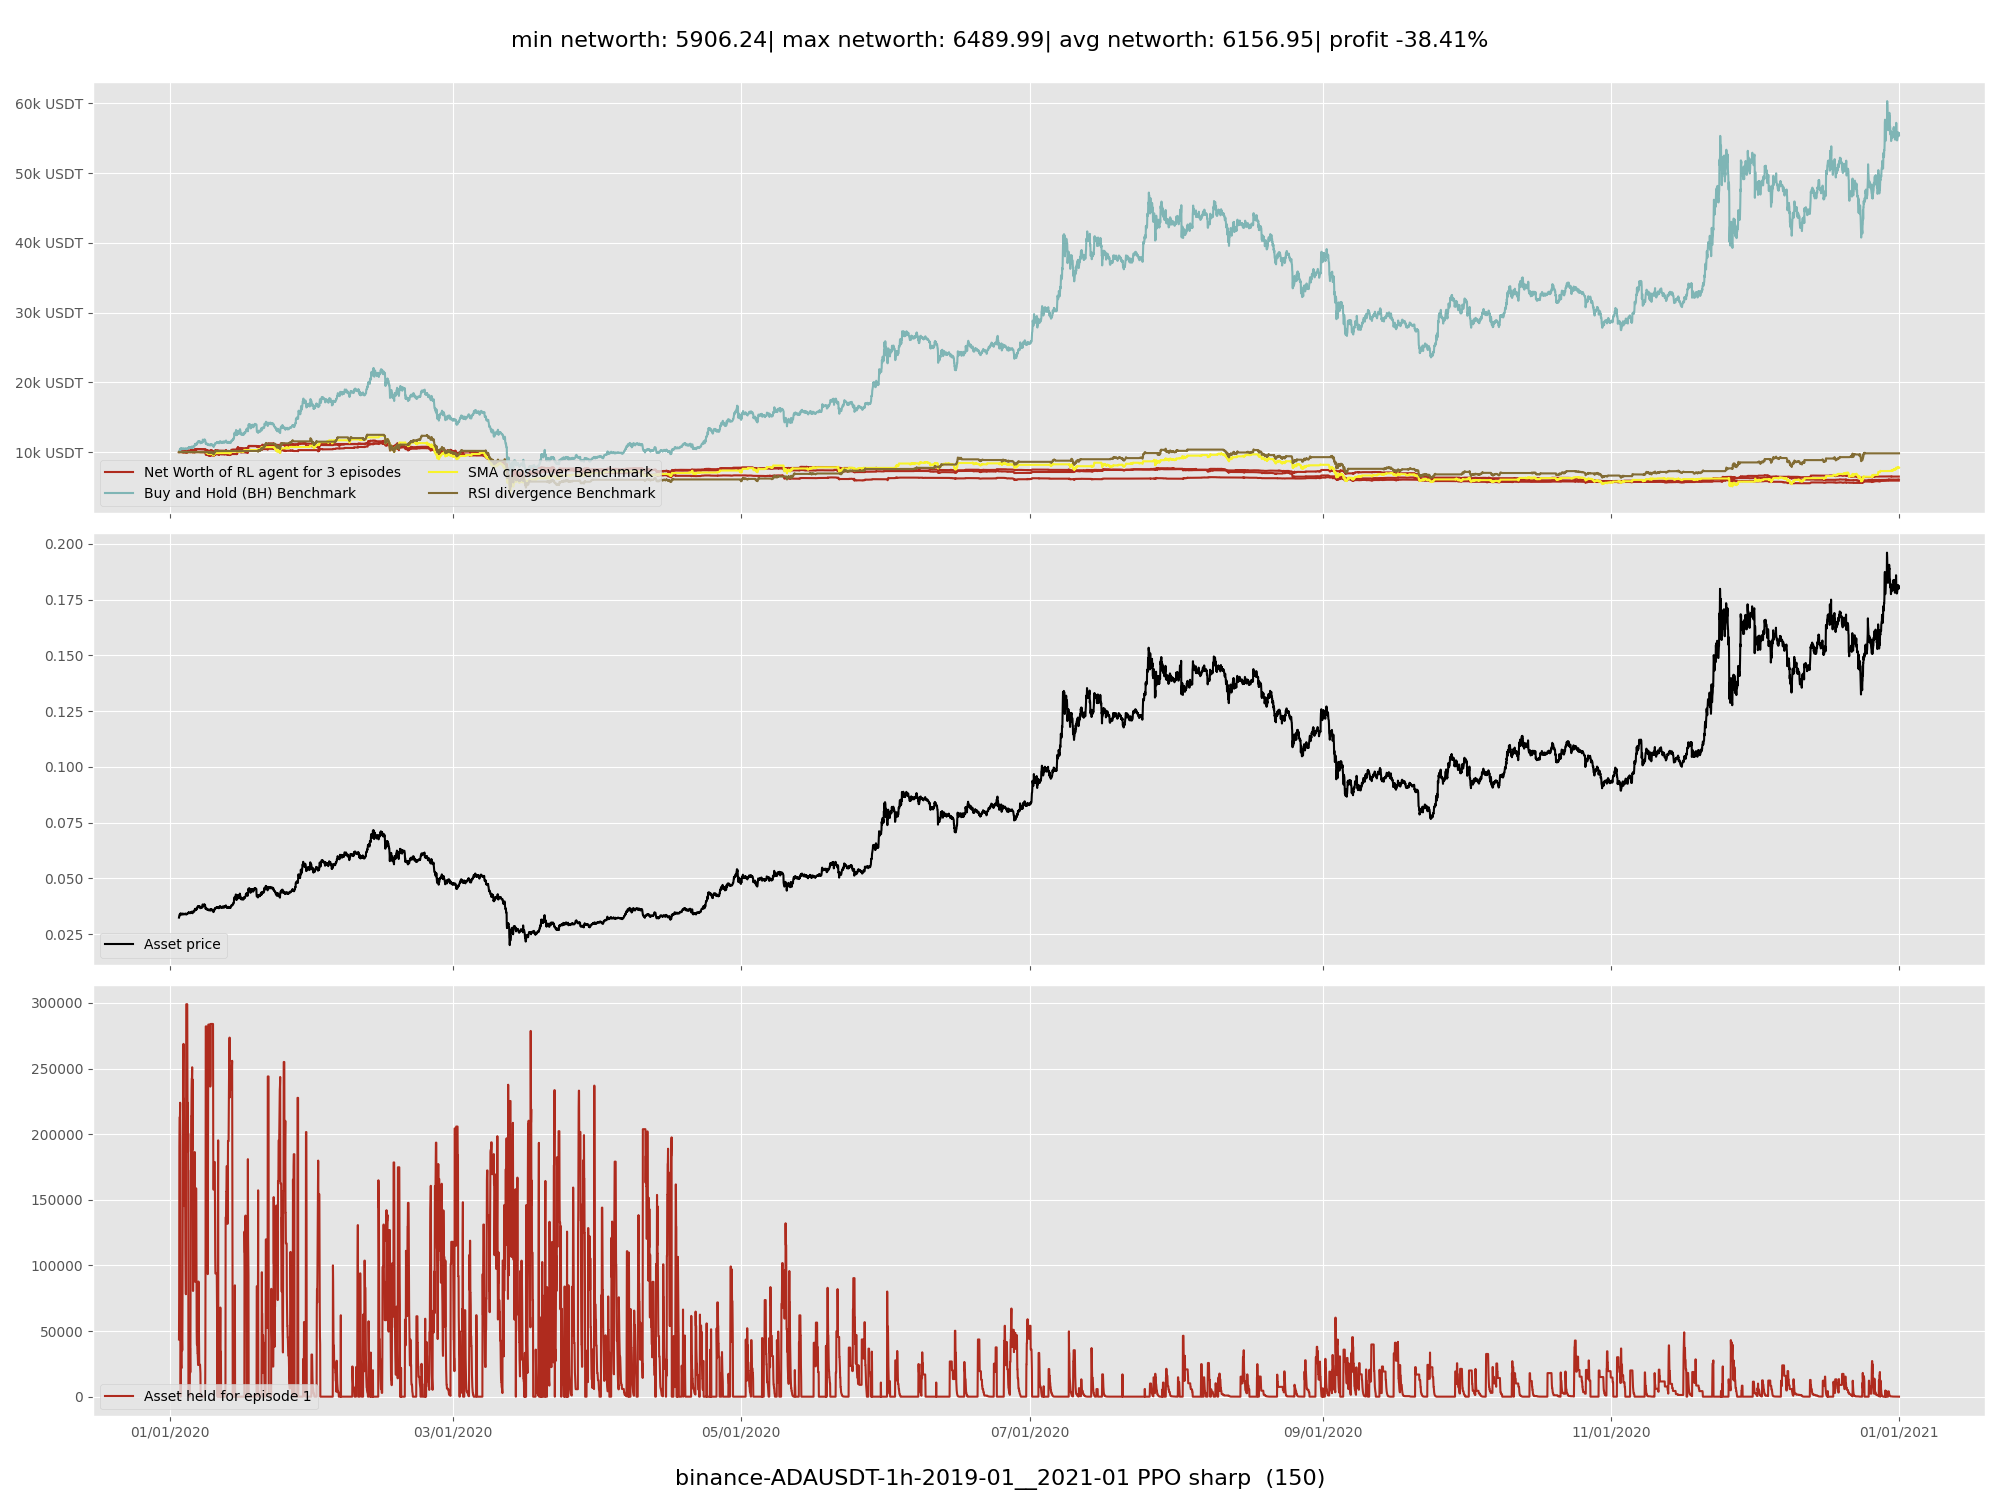 min networth: 5906.24| max networth: 6489.99| avg networth: 6156.95| profit -38.41%
60k USDT
50k USDT
40k USDT
30k USDT
20k USDT
10k USDT
Net Worth of RL agent for 3 episodes
Buy and Hold (BH) Benchmark
SMA crossover Benchmark
RSI divergence Benchmark
0.200
0.175
0.150
0.125
0.100
0.075
0.050
0.025
Asset price
300000
250000
200000
150000
100000
50000
0
Asset held for episode 1
01/01/2020 03/01/2020 05/01/2020 07/01/2020 09/01/2020 11/01/2020 01/01/2021
binance-ADAUSDT-1h-2019-01__2021-01 PPO sharp (150)